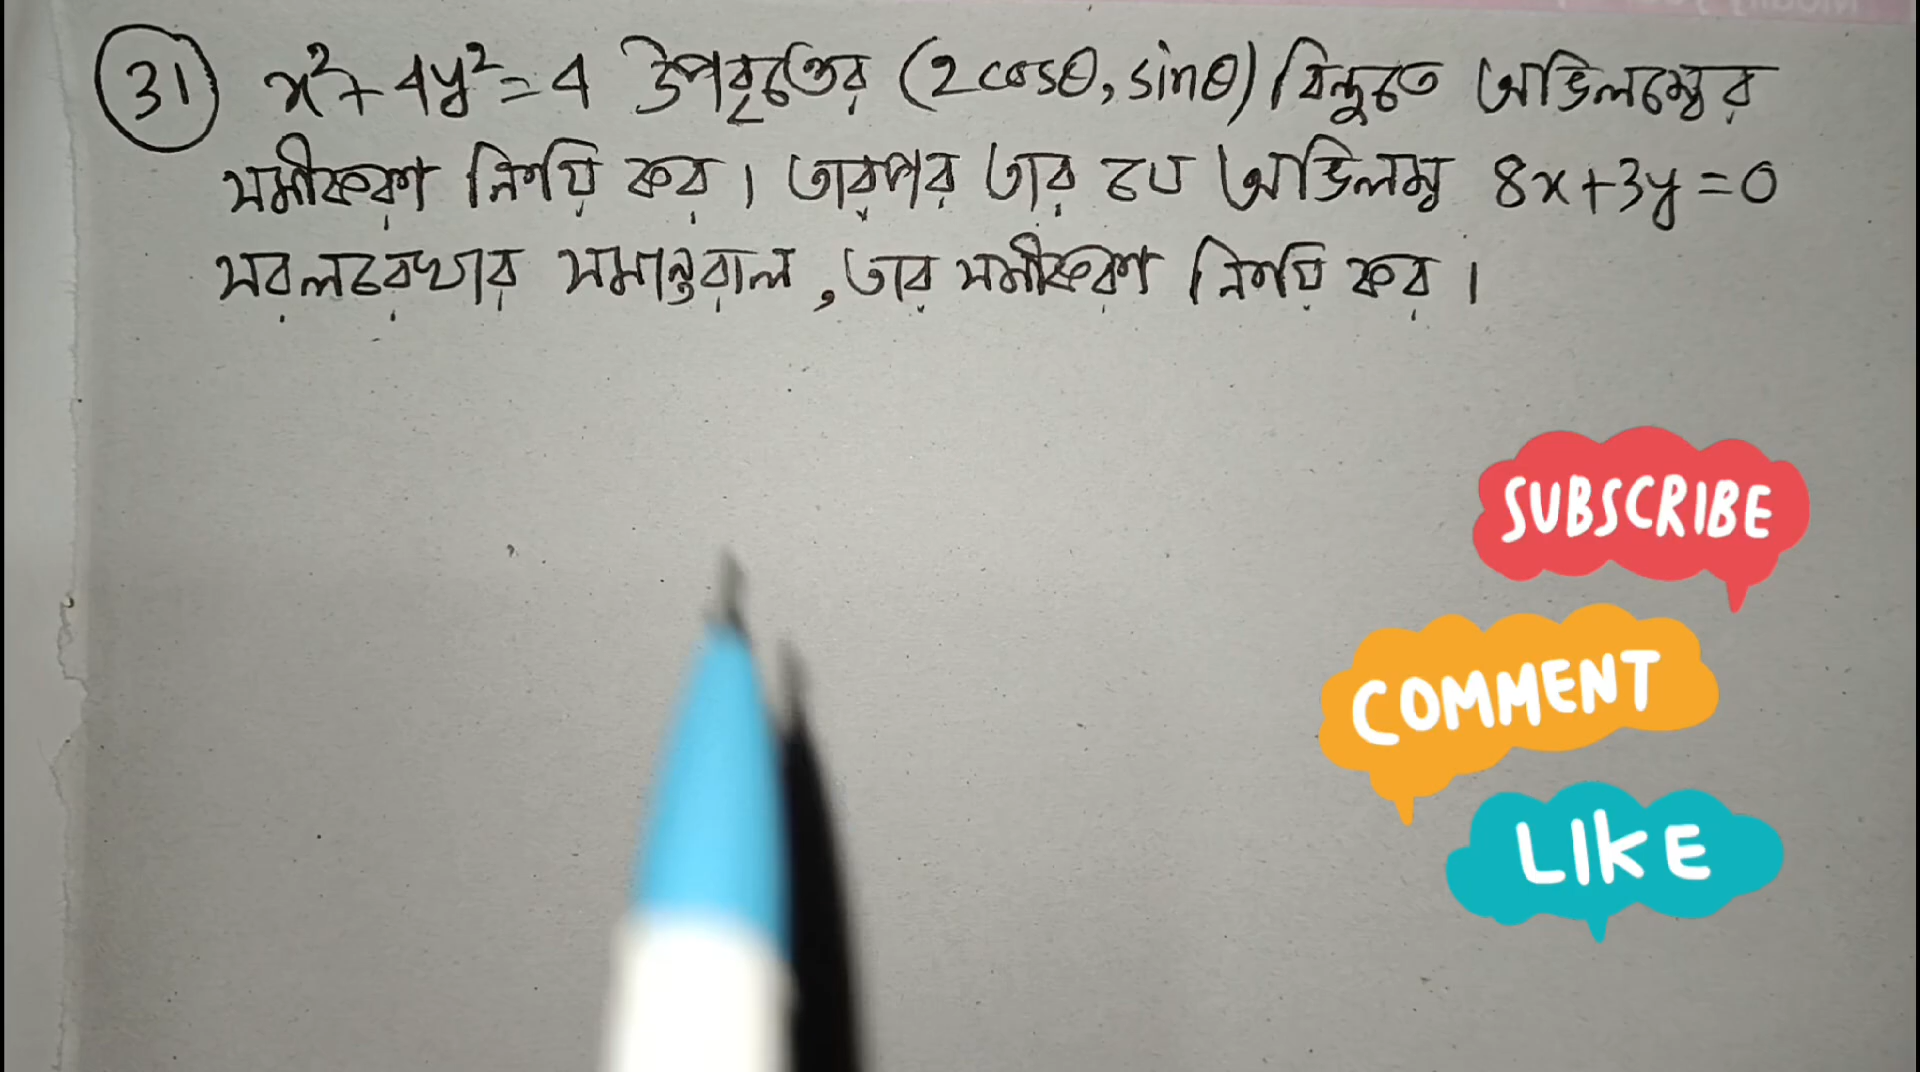 31 x²+4y²=4 উপবৃত্তের (2cosθ, sinθ) বিন্দুতে অভিলম্বের
সমীকরণ নির্ণয় কর। তারপর তার যে অভিলম্ব 8x+3y=0
সরলরেখার সমান্তরাল, তার সমীকরণ নির্ণয় কর।
SUBSCRIBE
COMMENT
LIKE